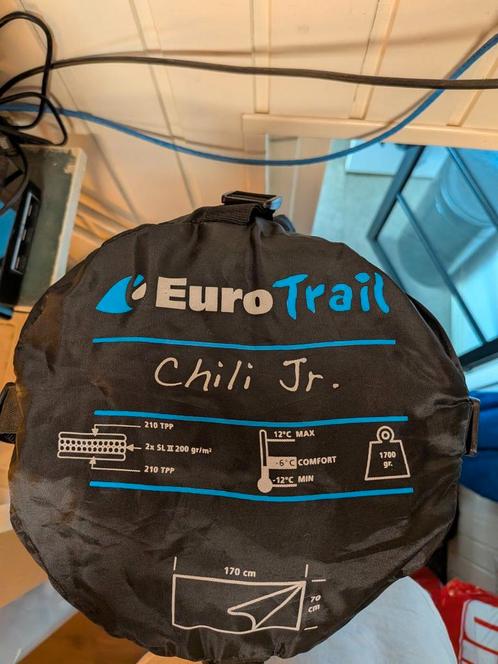 EuroTrail
Chili Jr.
210 TPP
2x SL II 200 gr/m²
210 TPP
12°C MAX
-6°C COMFORT
-12°C MIN
1700
gr.
170 cm
70
cm